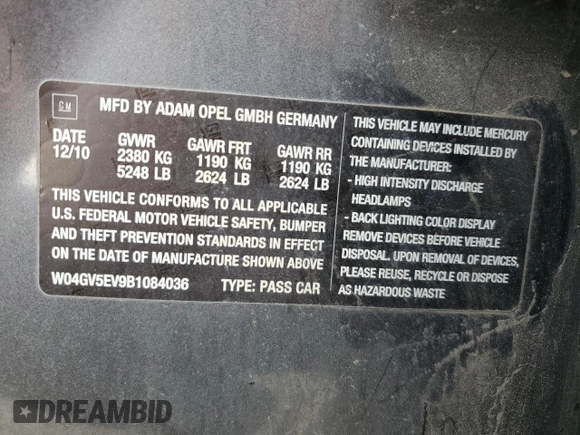 GM
MFD BY ADAM OPEL GMBH GERMANY
DATE GVWR GAWR FRT GAWR RR
12/10 2380 KG 1190 KG 1190 KG
5248 LB 2624 LB 2624 LB
THIS VEHICLE CONFORMS TO ALL APPLICABLE
U.S. FEDERAL MOTOR VEHICLE SAFETY, BUMPER
AND THEFT PREVENTION STANDARDS IN EFFECT
ON THE DATE OF MANUFACTURE SHOWN ABOVE
W04GV5EV9B1084036 TYPE: PASS CAR
THIS VEHICLE MAY INCLUDE MERCURY
CONTAINING DEVICES INSTALLED BY
THE MANUFACTURER:
- HIGH INTENSITY DISCHARGE
HEADLAMPS
- BACK LIGHTING COLOR DISPLAY
REMOVE DEVICES BEFORE VEHICLE
DISPOSAL. UPON REMOVAL OF DEVICES,
PLEASE REUSE, RECYCLE OR DISPOSE
AS HAZARDOUS WASTE
DREAMBID